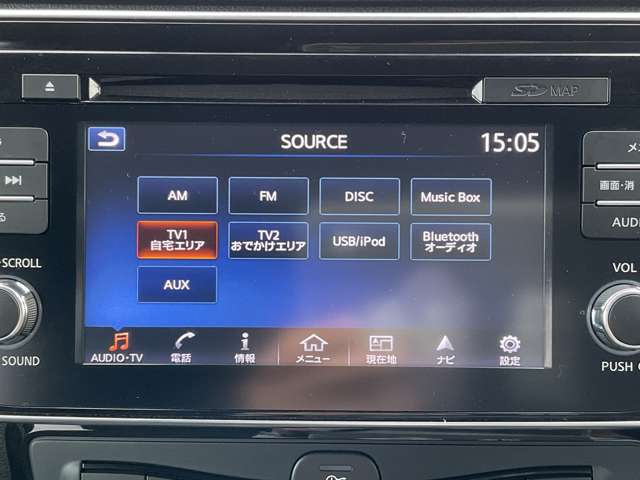 SD MAP
SOURCE
15:05
AM
FM
DISC
Music Box
TV1
自宅エリア
TV2
おでかけエリア
USB/iPod
Bluetooth
オーディオ
AUX
AUDIO・TV
電話
情報
メニュー
現在地
ナビ
設定
SCROLL
SOUND
画面・消
AUDI
VOL
PUSH